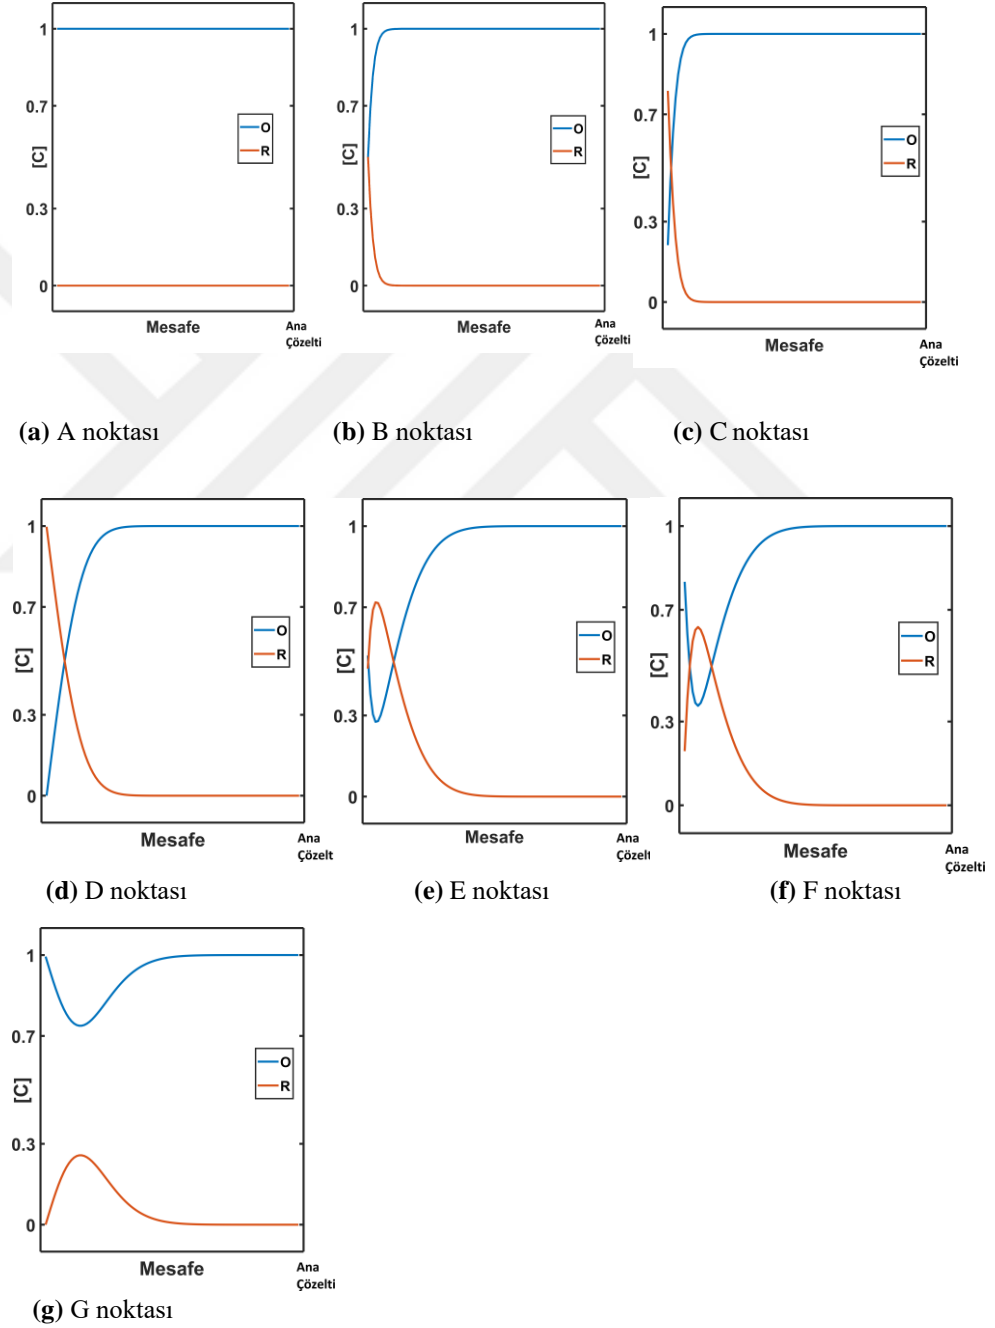 1
0.7
[C]
0.3
0
O
R
Mesafe
Ana
Çözelti
1
0.7
[C]
0.3
0
O
R
Mesafe
Ana
Çözelti
1
0.7
[C]
0.3
0
O
R
Mesafe
Ana
Çözelti
(a) A noktası
(b) B noktası
(c) C noktası
1
0.7
[C]
0.3
0
O
R
Mesafe
Ana
Çözelt
1
0.7
[C]
0.3
0
O
R
Mesafe
Ana
Çözelt
1
0.7
[C]
0.3
0
O
R
Mesafe
Ana
Çözelti
(d) D noktası
(e) E noktası
(f) F noktası
1
0.7
[C]
0.3
0
O
R
Mesafe
Ana
Çözelti
(g) G noktası